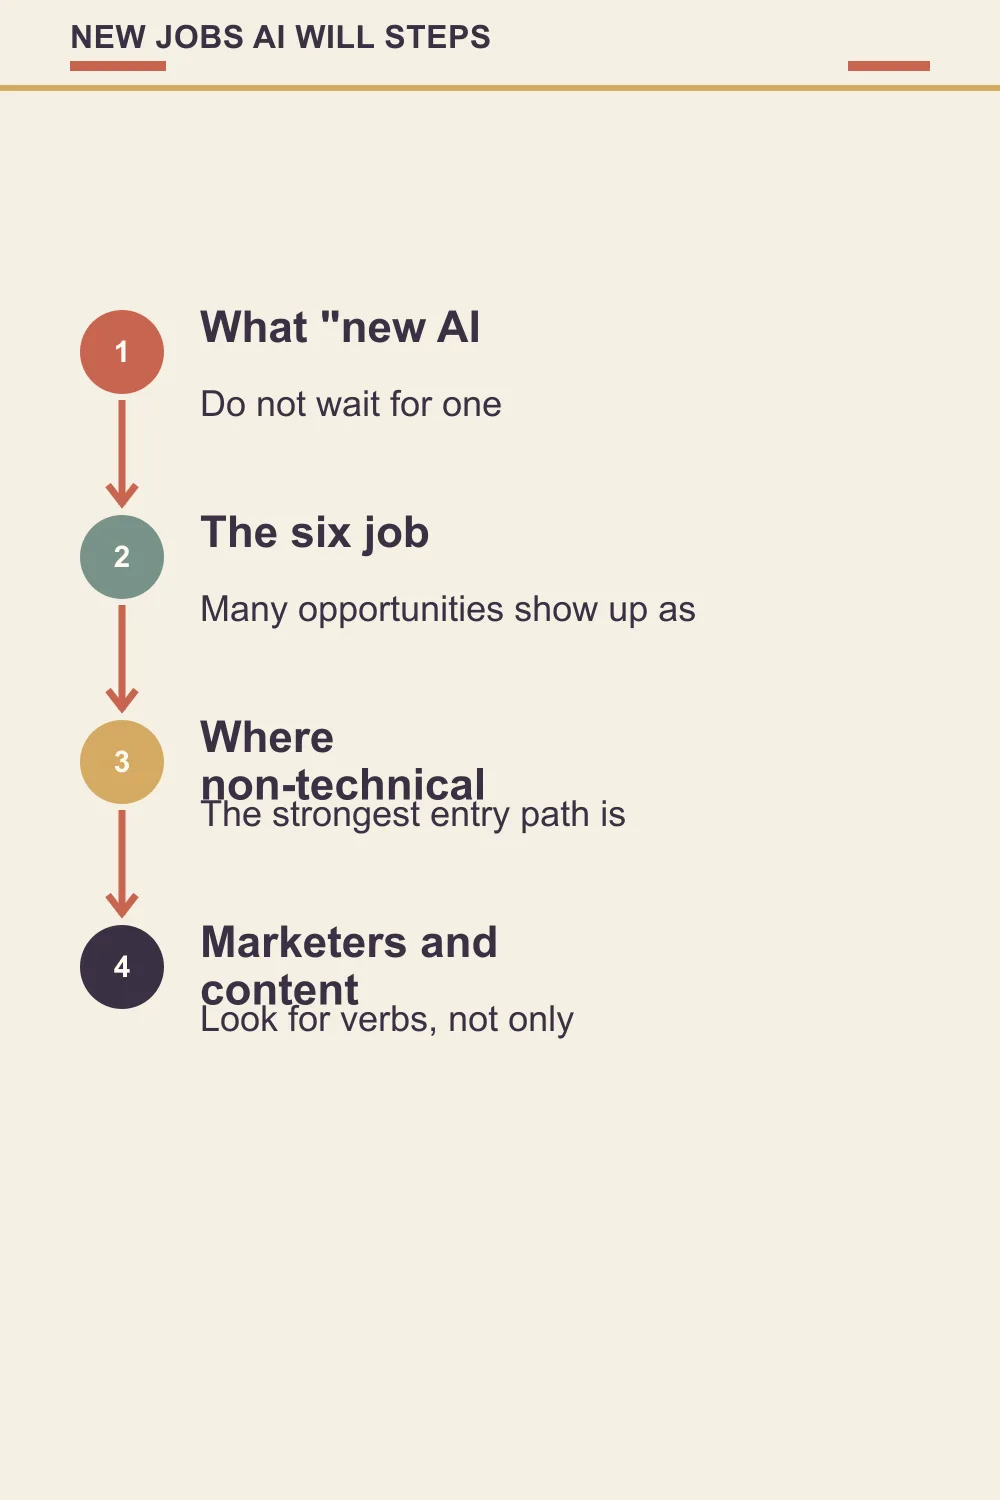 NEW JOBS AI WILL STEPS
1
What "new AI
Do not wait for one
2
The six job
Many opportunities show up as
3
Where
non-technical
The strongest entry path is
4
Marketers and
content
Look for verbs, not only